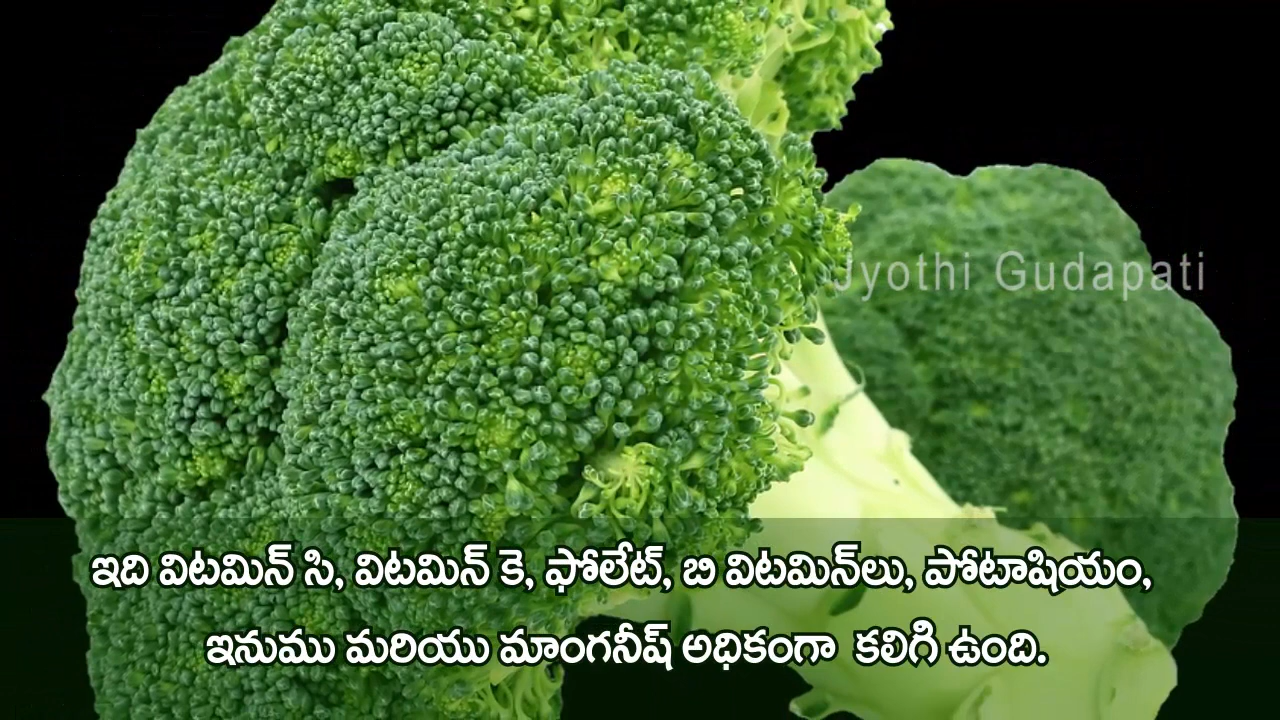 Jyothi Gudapati
ఇది విటమిన్ సి, విటమిన్ కె, ఫోలేట్, బి విటమిన్‌లు, పోటాషియం,
ఇనుము మరియు మాంగనీష్ అధికంగా కలిగి ఉంది.